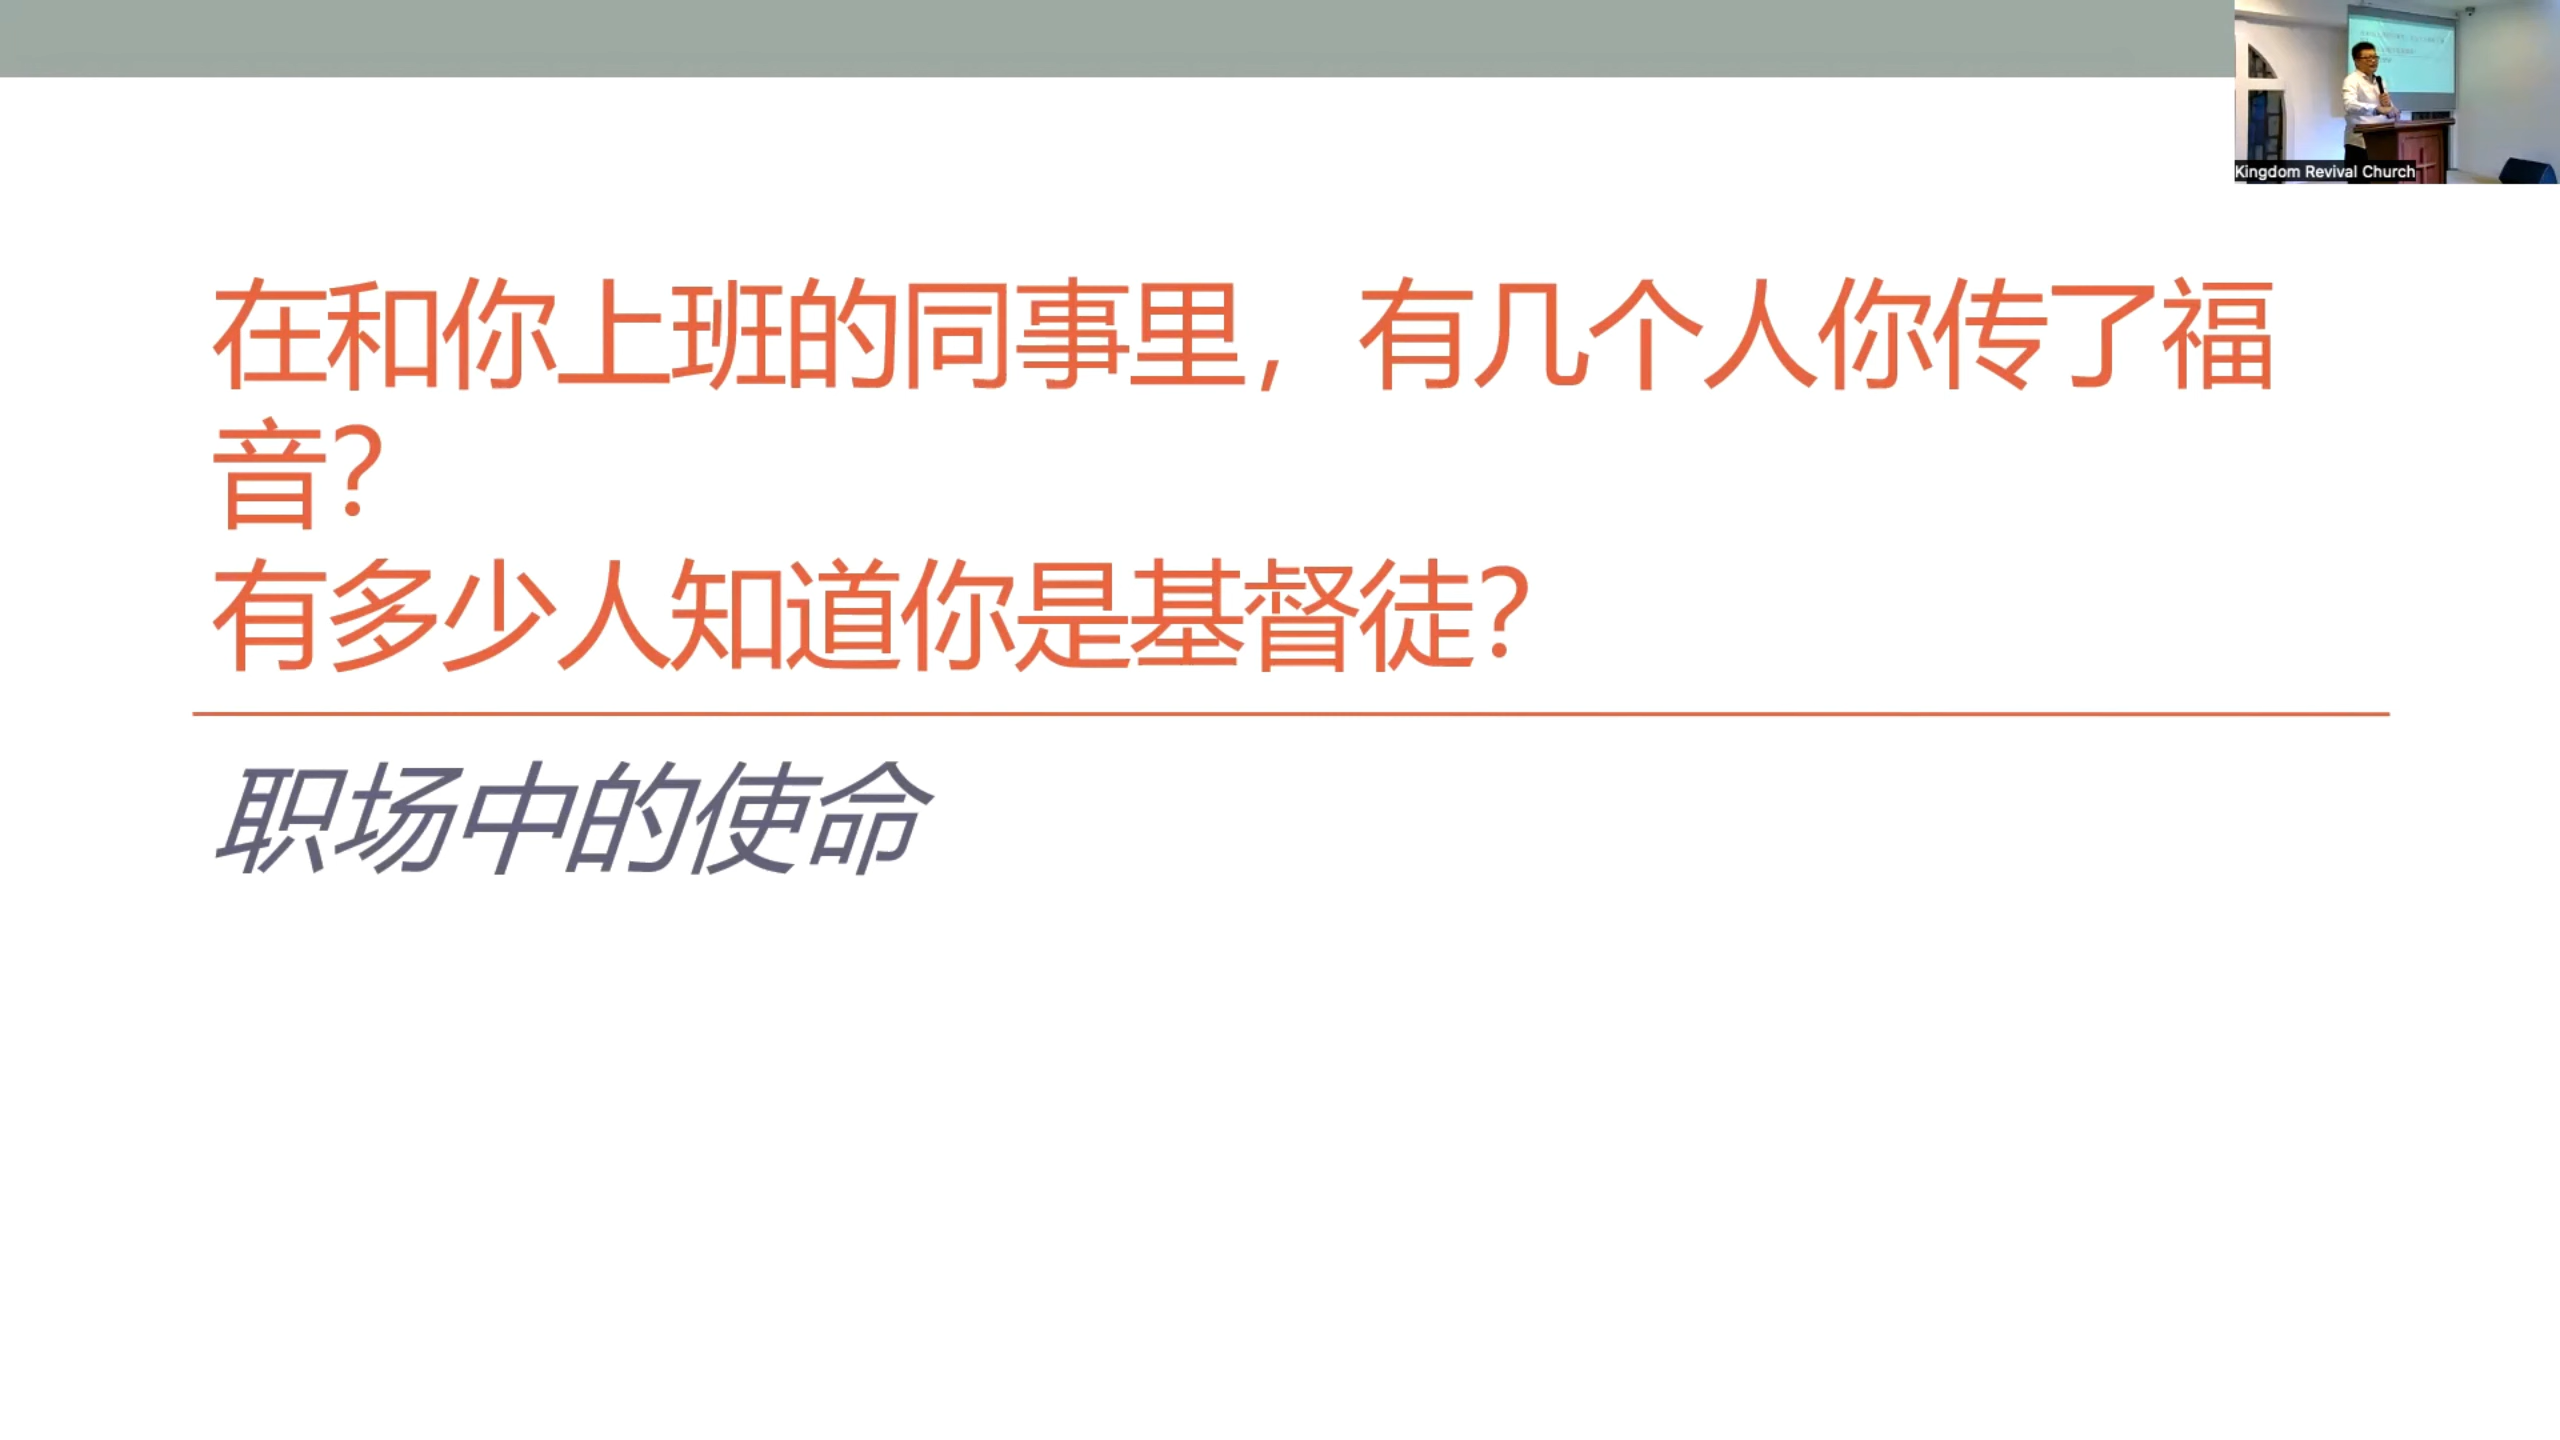 Kingdom Revival Church
在和你上班的同事里，有几个人你传了福
音？
有多少人知道你是基督徒？
职场中的使命